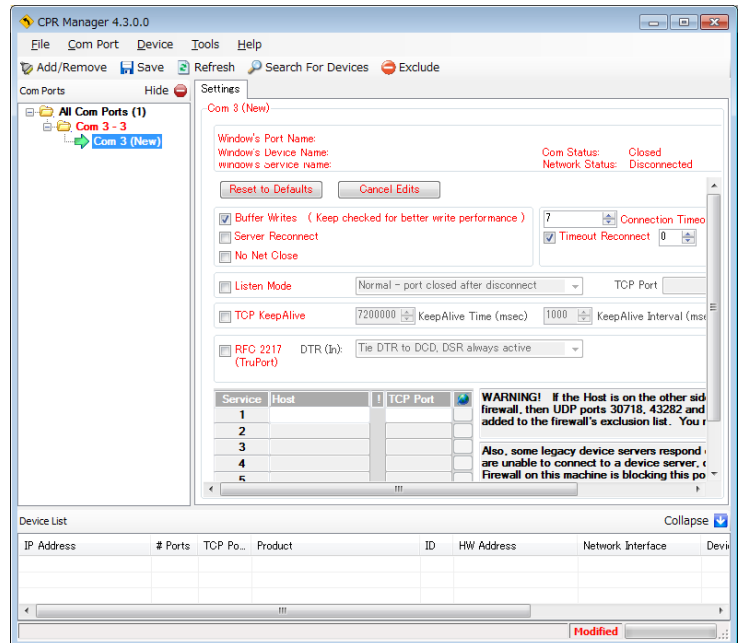 CPR Manager 4.3.0.0
File Com Port Device Tools Help
Add/Remove Save Refresh Search For Devices Exclude
Com Ports Hide Settings
All Com Ports (1)
Com 3 - 3
Com 3 (New)
Com 3 (New)
Window's Port Name:
Window's Device Name: Com Status: Closed
Window's Service Name: Network Status: Disconnected
Reset to Defaults Cancel Edits
Buffer Writes ( Keep checked for better write performance ) 7 Connection Timeo
Server Reconnect Timeout Reconnect 0
No Net Close
Listen Mode Normal - port closed after disconnect TCP Port
TCP KeepAlive 7200000 KeepAlive Time (msec) 1000 KeepAlive Interval (mse
RFC 2217 DTR (In): Tie DTR to DCD, DSR always active
(TruPort)
Service Host ! TCP Port
1
2
3
4
5
WARNING! If the Host is on the other sid
firewall, then UDP ports 30718, 43282 and
added to the firewall's exclusion list. You
Also, some legacy device servers respond
are unable to connect to a device server,
Firewall on this machine is blocking this po
Device List Collapse
IP Address # Ports TCP Po... Product ID HW Address Network Interface Devi
Modified